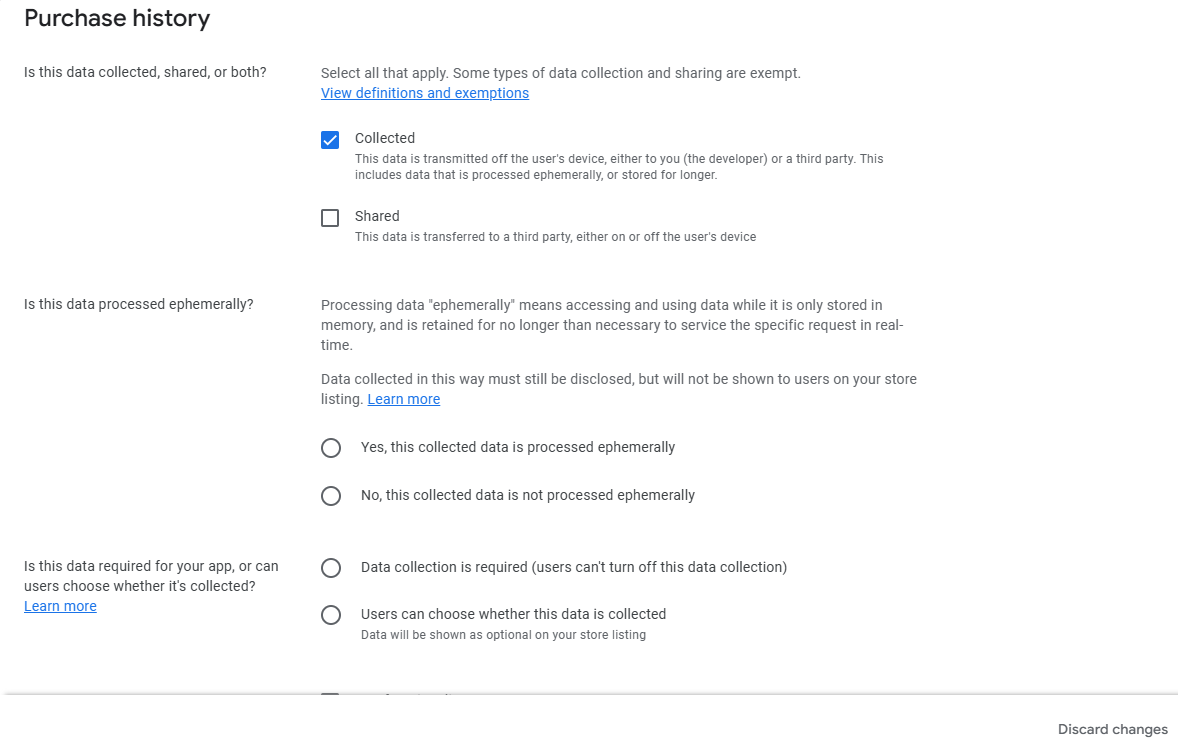 Purchase history
Is this data collected, shared, or both?
Select all that apply. Some types of data collection and sharing are exempt.
View definitions and exemptions
Collected
This data is transmitted off the user's device, either to you (the developer) or a third party. This
includes data that is processed ephemerally, or stored for longer.
Shared
This data is transferred to a third party, either on or off the user's device
Is this data processed ephemerally?
Processing data "ephemerally" means accessing and using data while it is only stored in
memory, and is retained for no longer than necessary to service the specific request in real-
time.
Data collected in this way must still be disclosed, but will not be shown to users on your store
listing. Learn more
Yes, this collected data is processed ephemerally
No, this collected data is not processed ephemerally
Is this data required for your app, or can
users choose whether it's collected?
Learn more
Data collection is required (users can't turn off this data collection)
Users can choose whether this data is collected
Data will be shown as optional on your store listing
Discard changes